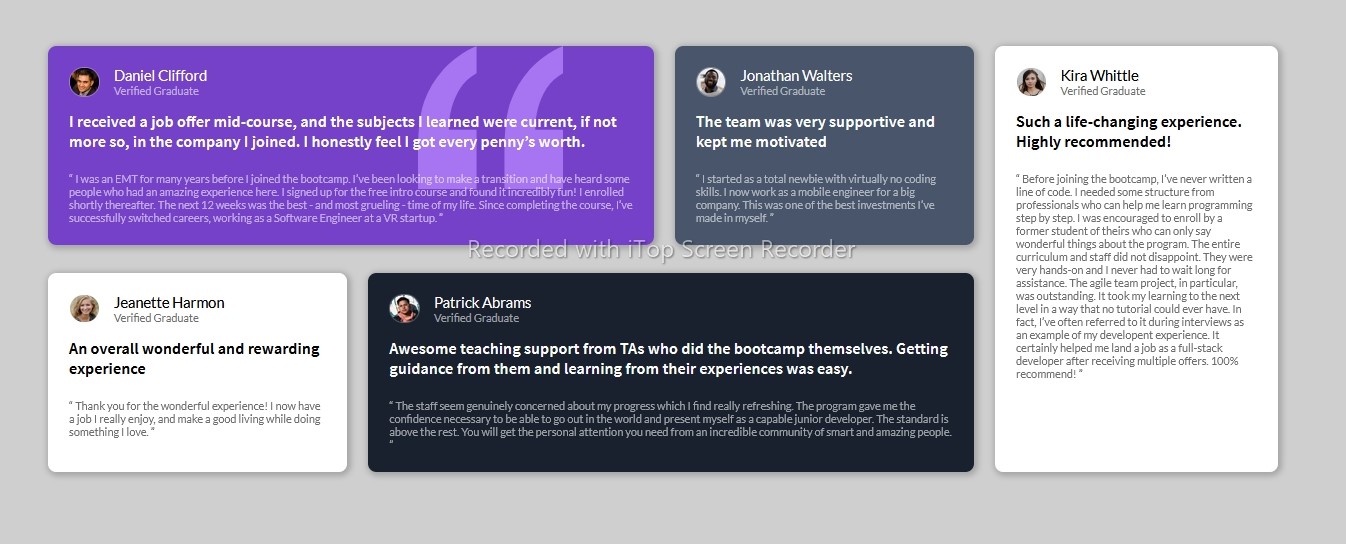 Daniel Clifford
Verified Graduate
I received a job offer mid-course, and the subjects I learned were current, if not
more so, in the company I joined. I honestly feel I got every penny’s worth.
“ I was an EMT for many years before I joined the bootcamp. I’ve been looking to make a transition and have heard some
people who had an amazing experience here. I signed up for the free intro course and found it incredibly fun! I enrolled
shortly thereafter. The next 12 weeks was the best - and most grueling - time of my life. Since completing the course, I’ve
successfully switched careers, working as a Software Engineer at a VR startup. ”
Jonathan Walters
Verified Graduate
The team was very supportive and
kept me motivated
“ I started as a total newbie with virtually no coding
skills. I now work as a mobile engineer for a big
company. This was one of the best investments I’ve
made in myself. ”
Kira Whittle
Verified Graduate
Such a life-changing experience.
Highly recommended!
“ Before joining the bootcamp, I’ve never written a
line of code. I needed some structure from
professionals who can help me learn programming
step by step. I was encouraged to enroll by a
former student of theirs who can only say
wonderful things about the program. The entire
curriculum and staff did not disappoint. They were
very hands-on and I never had to wait long for
assistance. The agile team project, in particular,
was outstanding. It took my learning to the next
level in a way that no tutorial could ever have. In
fact, I’ve often referred to it during interviews as
an example of my developent experience. It
certainly helped me land a job as a full-stack
developer after receiving multiple offers. 100%
recommend! ”
Recorded with iTop Screen Recorder
Jeanette Harmon
Verified Graduate
An overall wonderful and rewarding
experience
“ Thank you for the wonderful experience! I now have
a job I really enjoy, and make a good living while doing
something I love. ”
Patrick Abrams
Verified Graduate
Awesome teaching support from TAs who did the bootcamp themselves. Getting
guidance from them and learning from their experiences was easy.
“ The staff seem genuinely concerned about my progress which I find really refreshing. The program gave me the
confidence necessary to be able to go out in the world and present myself as a capable junior developer. The standard is
above the rest. You will get the personal attention you need from an incredible community of smart and amazing people.
”